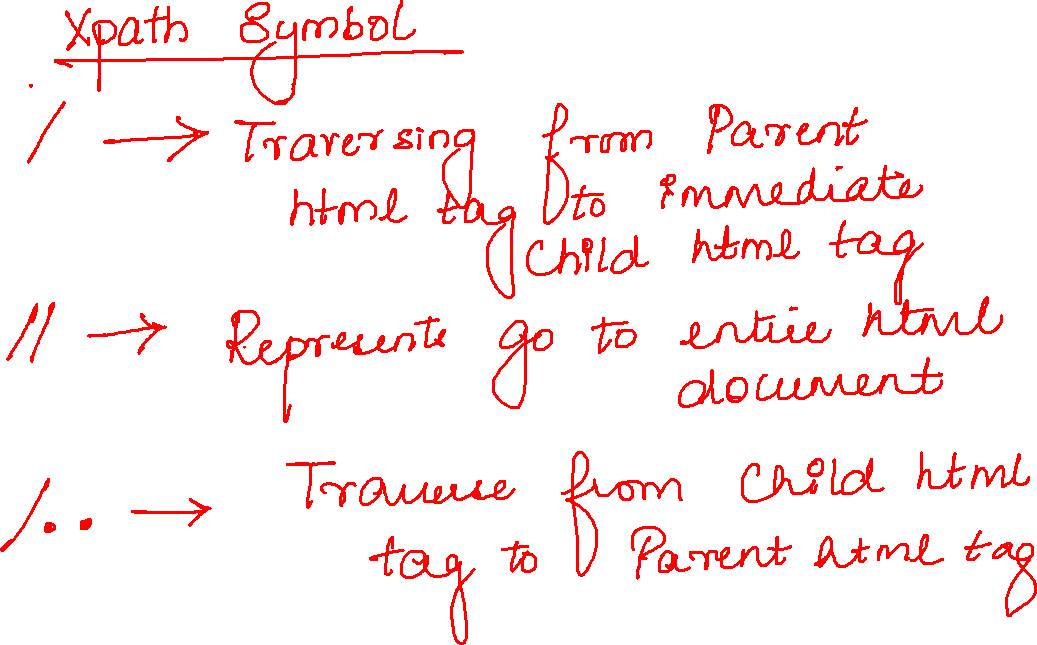 Xpath Symbol
/ → Traversing from Parent
html tag to immediate
Child html tag
// → Represents go to entire html
document
/.. → Traverse from Child html
tag to Parent html tag